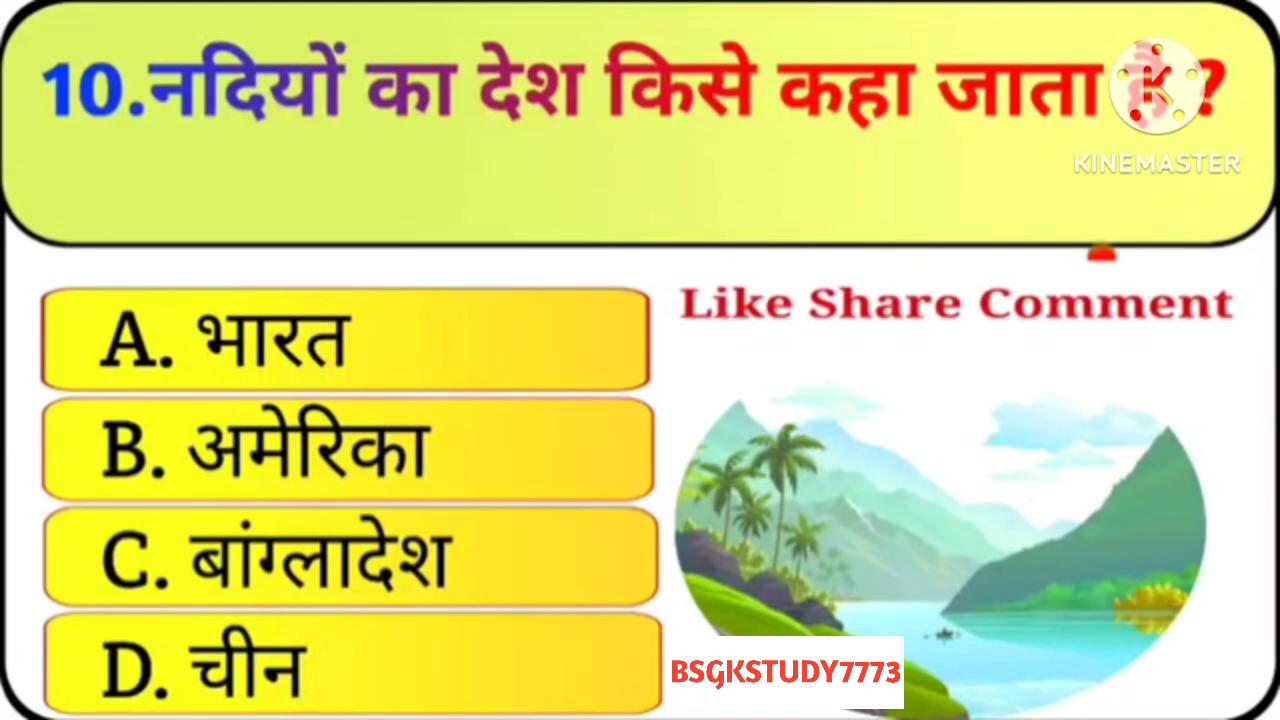 10.नदियों का देश किसे कहा जाता है ?
KINEMASTER
Like Share Comment
A. भारत
B. अमेरिका
C. बांग्लादेश
D. चीन
BSGKSTUDY7773